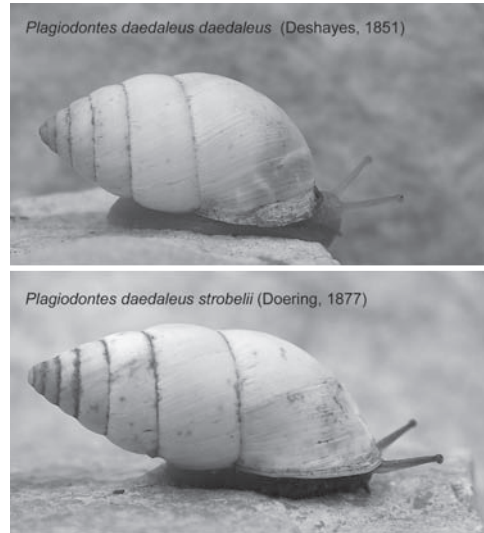 Plagiodontes daedaleus daedaleus (Deshayes, 1851)
Plagiodontes daedaleus strobelii (Doering, 1877)